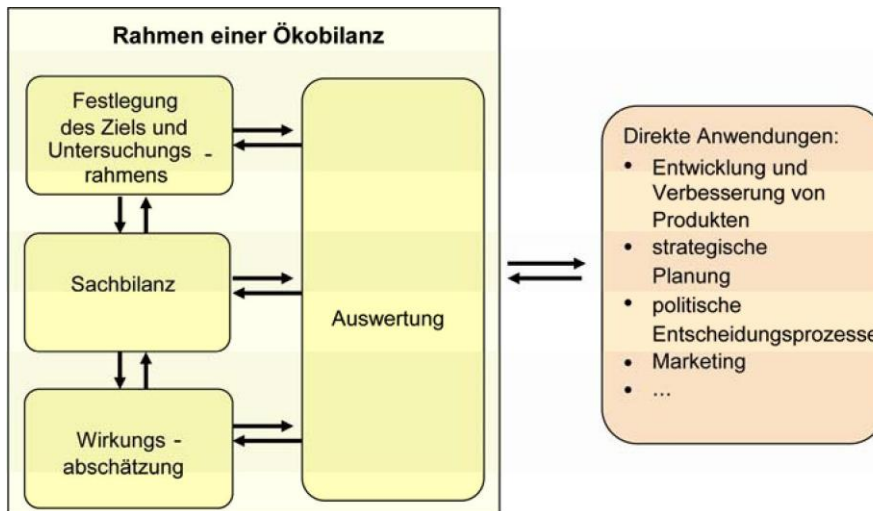 Rahmen einer Ökobilanz
Festlegung
des Ziels und
Untersuchungs -
rahmens
Sachbilanz
Wirkungs -
abschätzung
Auswertung
Direkte Anwendungen:
• Entwicklung und
Verbesserung von
Produkten
• strategische
Planung
• politische
Entscheidungsprozesse
• Marketing
• ...